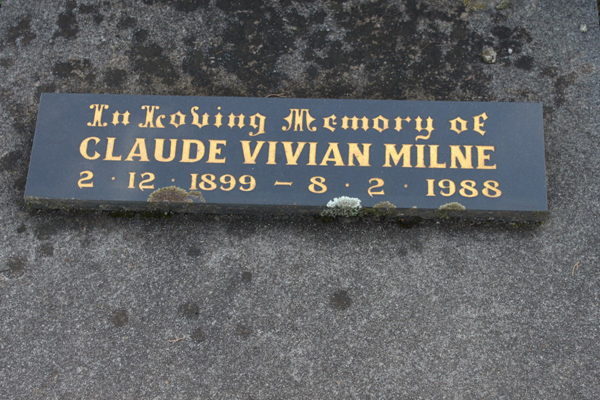 In Loving Memory of
CLAUDE VIVIAN MILNE
2 · 12 · 1899 – 8 · 2 · 1988